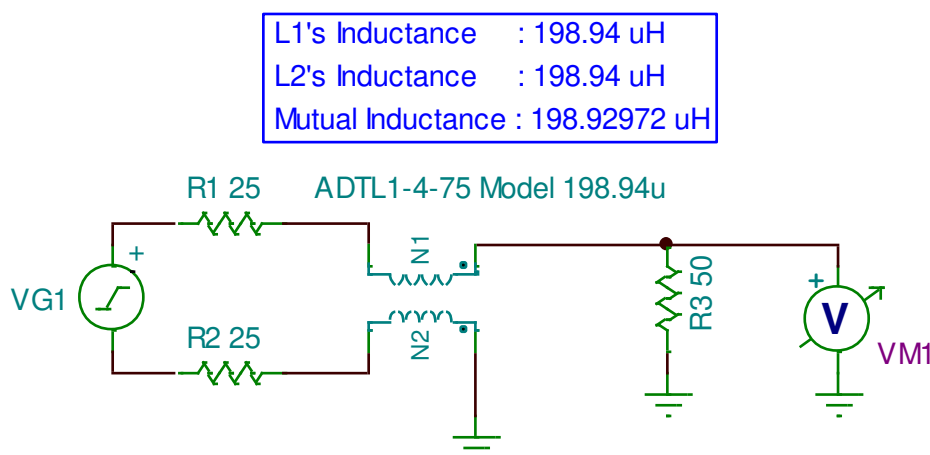 L1's Inductance : 198.94 uH
L2's Inductance : 198.94 uH
Mutual Inductance : 198.92972 uH
R1 25 ADTL1-4-75 Model 198.94u
N1
+
VG1
R2 25
N2
R3 50
+
V
VM1